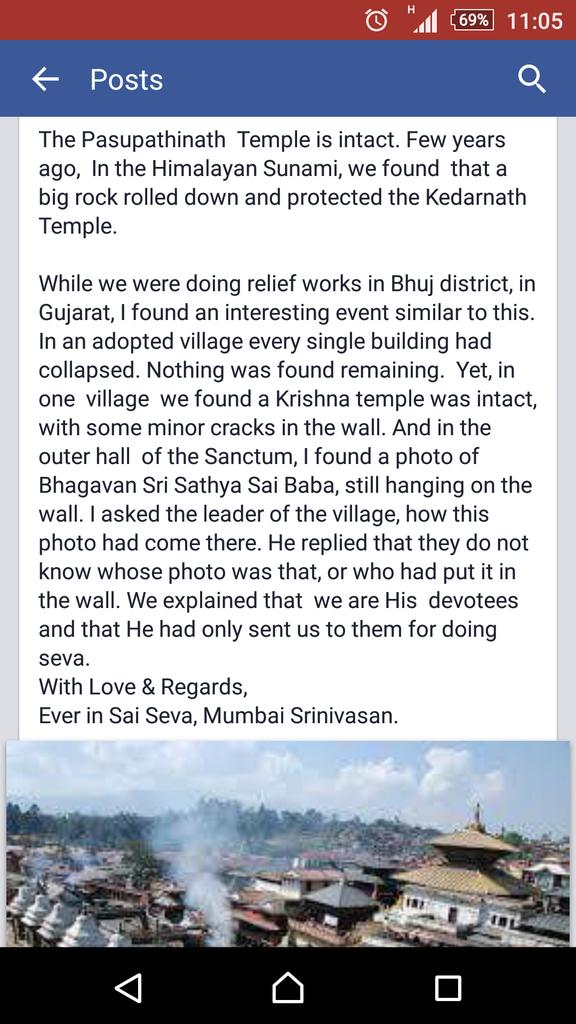 H 69% 11:05
Posts
The Pasupathinath Temple is intact. Few years
ago, In the Himalayan Sunami, we found that a
big rock rolled down and protected the Kedarnath
Temple.
While we were doing relief works in Bhuj district, in
Gujarat, I found an interesting event similar to this.
In an adopted village every single building had
collapsed. Nothing was found remaining. Yet, in
one village we found a Krishna temple was intact,
with some minor cracks in the wall. And in the
outer hall of the Sanctum, I found a photo of
Bhagavan Sri Sathya Sai Baba, still hanging on the
wall. I asked the leader of the village, how this
photo had come there. He replied that they do not
know whose photo was that, or who had put it in
the wall. We explained that we are His devotees
and that He had only sent us to them for doing
seva.
With Love & Regards,
Ever in Sai Seva, Mumbai Srinivasan.